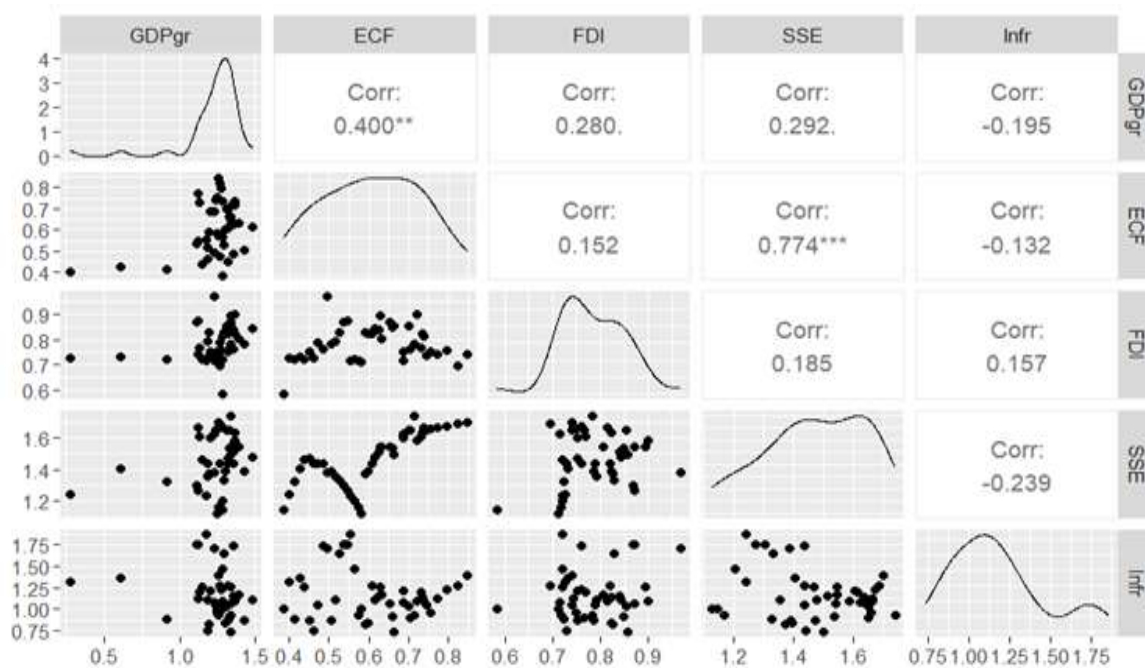 GDPgr ECF FDI SSE Infr
4
3
2
1
0
Corr:
0.400**
Corr:
0.280.
Corr:
0.292.
Corr:
-0.195
GDPgr
0.8
0.7
0.6
0.5
0.4
Corr:
0.152
Corr:
0.774***
Corr:
-0.132
ECF
0.9
0.8
0.7
0.6
Corr:
0.185
Corr:
0.157
FDI
1.6
1.4
1.2
Corr:
-0.239
SSE
1.75
1.50
1.25
1.00
0.75
Infr
0.5 1.0 1.5 0.4 0.5 0.6 0.7 0.8 0.6 0.7 0.8 0.9 1.2 1.4 1.6 0.75 1.00 1.25 1.50 1.75